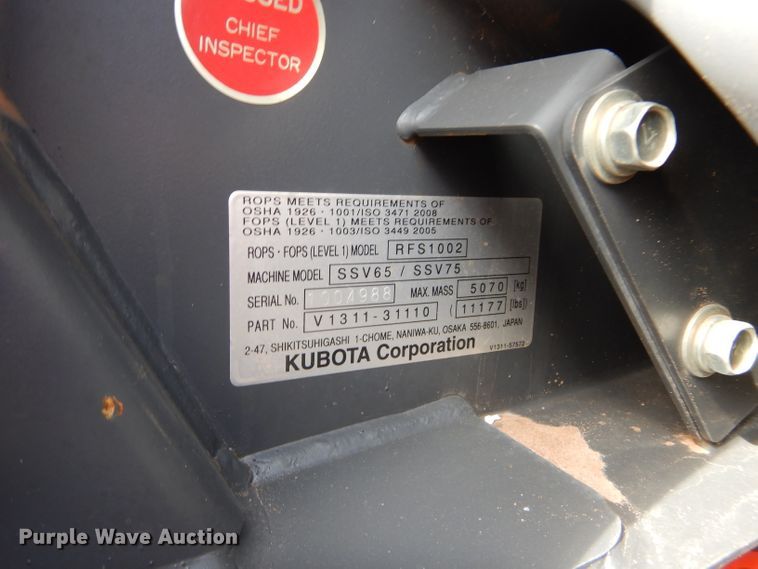 CHIEF
INSPECTOR
ROPS MEETS REQUIREMENTS OF
OSHA 1926・1001/ISO 3471 2008
FOPS (LEVEL 1) MEETS REQUIREMENTS OF
OSHA 1926・1003/ISO 3449 2005
ROPS・FOPS (LEVEL 1) MODEL RFS1002
MACHINE MODEL SSV65 / SSV75
SERIAL No. 1004988 MAX. MASS 5070 [kg]
PART No. V1311-31110 ( 11177 [lbs])
2-47, SHIKITSUHIGASHI 1-CHOME, NANIWA-KU, OSAKA 556-8601, JAPAN
KUBOTA Corporation V1311-57572
Purple Wave Auction